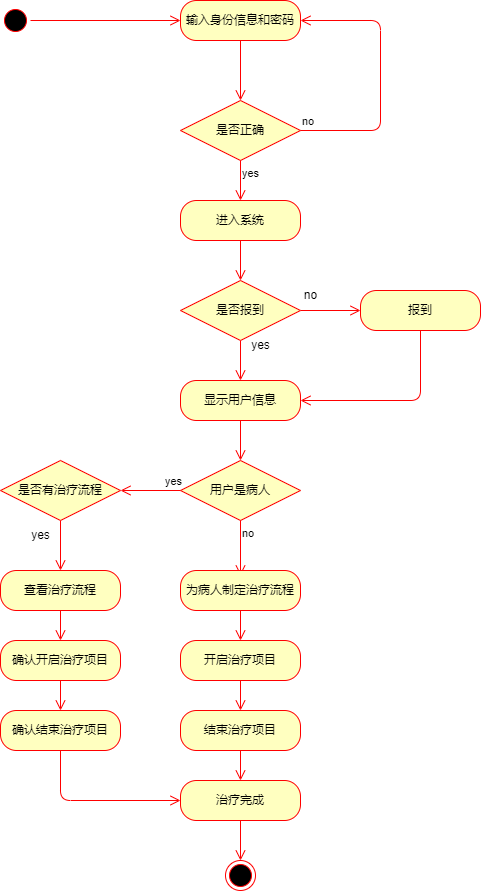 输入身份信息和密码
是否正确
no
yes
进入系统
是否报到
no
报到
yes
显示用户信息
用户是病人
yes
是否有治疗流程
no
yes
查看治疗流程
为病人制定治疗流程
确认开启治疗项目
开启治疗项目
确认结束治疗项目
结束治疗项目
治疗完成